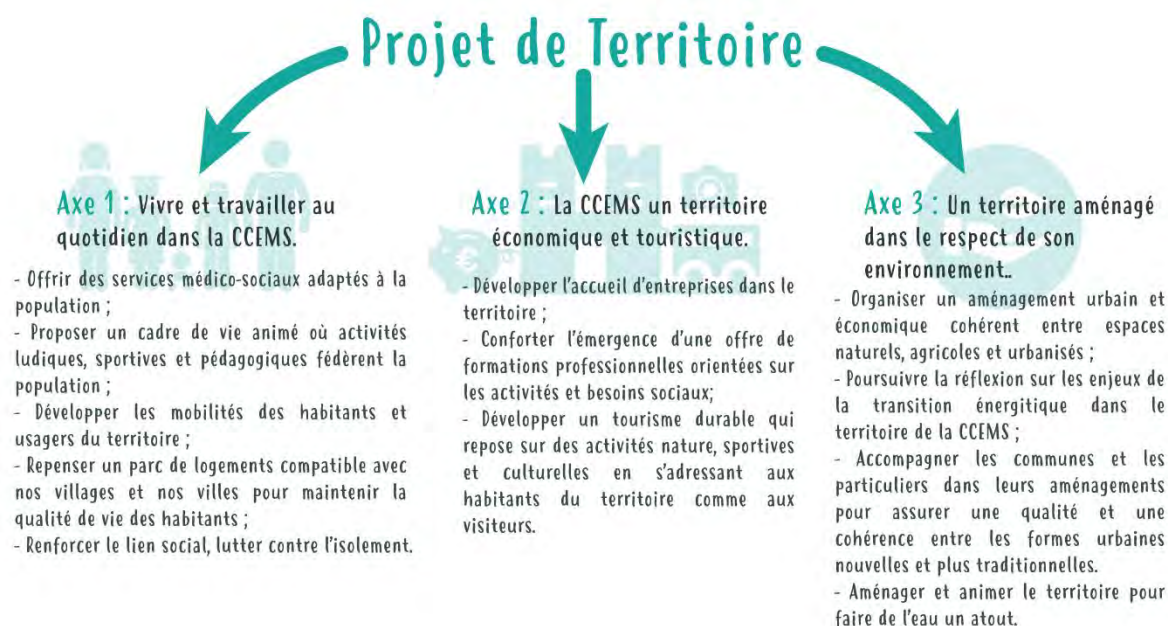 Projet de Territoire
Axe 1 : Vivre et travailler au
quotidien dans la CCEMS.
- Offrir des services médico-sociaux adaptés à la
population ;
- Proposer un cadre de vie animé où activités
ludiques, sportives et pédagogiques fédèrent la
population ;
- Développer les mobilités des habitants et
usagers du territoire ;
- Repenser un parc de logements compatible avec
nos villages et nos villes pour maintenir la
qualité de vie des habitants ;
- Renforcer le lien social, lutter contre l'isolement.
Axe 2 : La CCEMS un territoire
économique et touristique.
- Développer l'accueil d'entreprises dans le
territoire ;
- Conforter l'émergence d'une offre de
formations professionnelles orientées sur
les activités et besoins sociaux;
- Développer un tourisme durable qui
repose sur des activités nature, sportives
et culturelles en s'adressant aux
habitants du territoire comme aux
visiteurs.
Axe 3 : Un territoire aménagé
dans le respect de son
environnement..
- Organiser un aménagement urbain et
économique cohérent entre espaces
naturels, agricoles et urbanisés ;
- Poursuivre la réflexion sur les enjeux de
la transition énergitique dans le
territoire de la CCEMS ;
- Accompagner les communes et les
particuliers dans leurs aménagements
pour assurer une qualité et une
cohérence entre les formes urbaines
nouvelles et plus traditionnelles.
- Aménager et animer le territoire pour
faire de l'eau un atout.